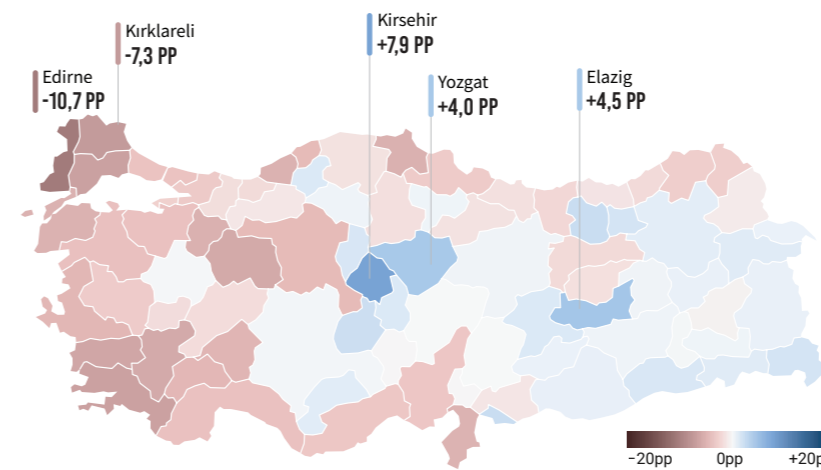 Kırklareli
-7,3 PP
Kirsehir
+7,9 PP
Edirne
-10,7 PP
Yozgat
+4,0 PP
Elazig
+4,5 PP
−20pp 0pp +20p